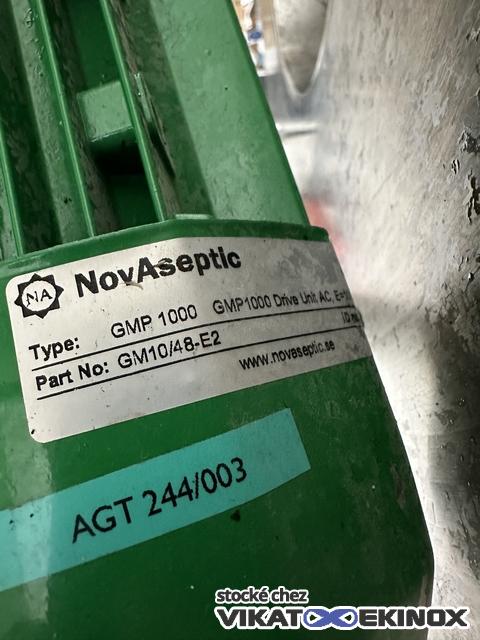 NA NovAseptic
Type: GMP 1000 GMP1000 Drive Unit AC,
Part No: GM10/48-E2
www.novaseptic.se
AGT 244/003
stocké chez
VIKATOO EKINOX